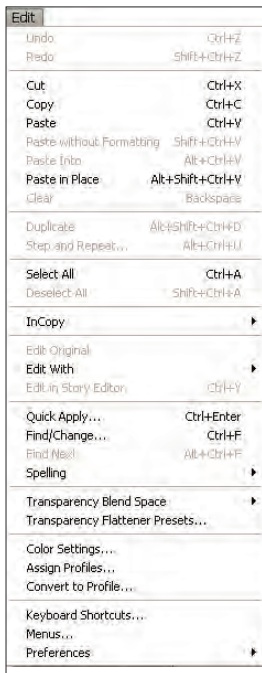 Edit
Undo Ctrl+Z
Redo Shift+Ctrl+Z
Cut Ctrl+X
Copy Ctrl+C
Paste Ctrl+V
Paste without Formatting Shift+Ctrl+V
Paste Into Alt+Ctrl+V
Paste in Place Alt+Shift+Ctrl+V
Clear Backspace
Duplicate Alt+Shift+Ctrl+D
Step and Repeat... Alt+Ctrl+U
Select All Ctrl+A
Deselect All Shift+Ctrl+A
InCopy
Edit Original
Edit With
Edit in Story Editor Ctrl+Y
Quick Apply... Ctrl+Enter
Find/Change... Ctrl+F
Find Next Alt+Ctrl+F
Spelling
Transparency Blend Space
Transparency Flattener Presets...
Color Settings...
Assign Profiles...
Convert to Profile...
Keyboard Shortcuts...
Menus...
Preferences